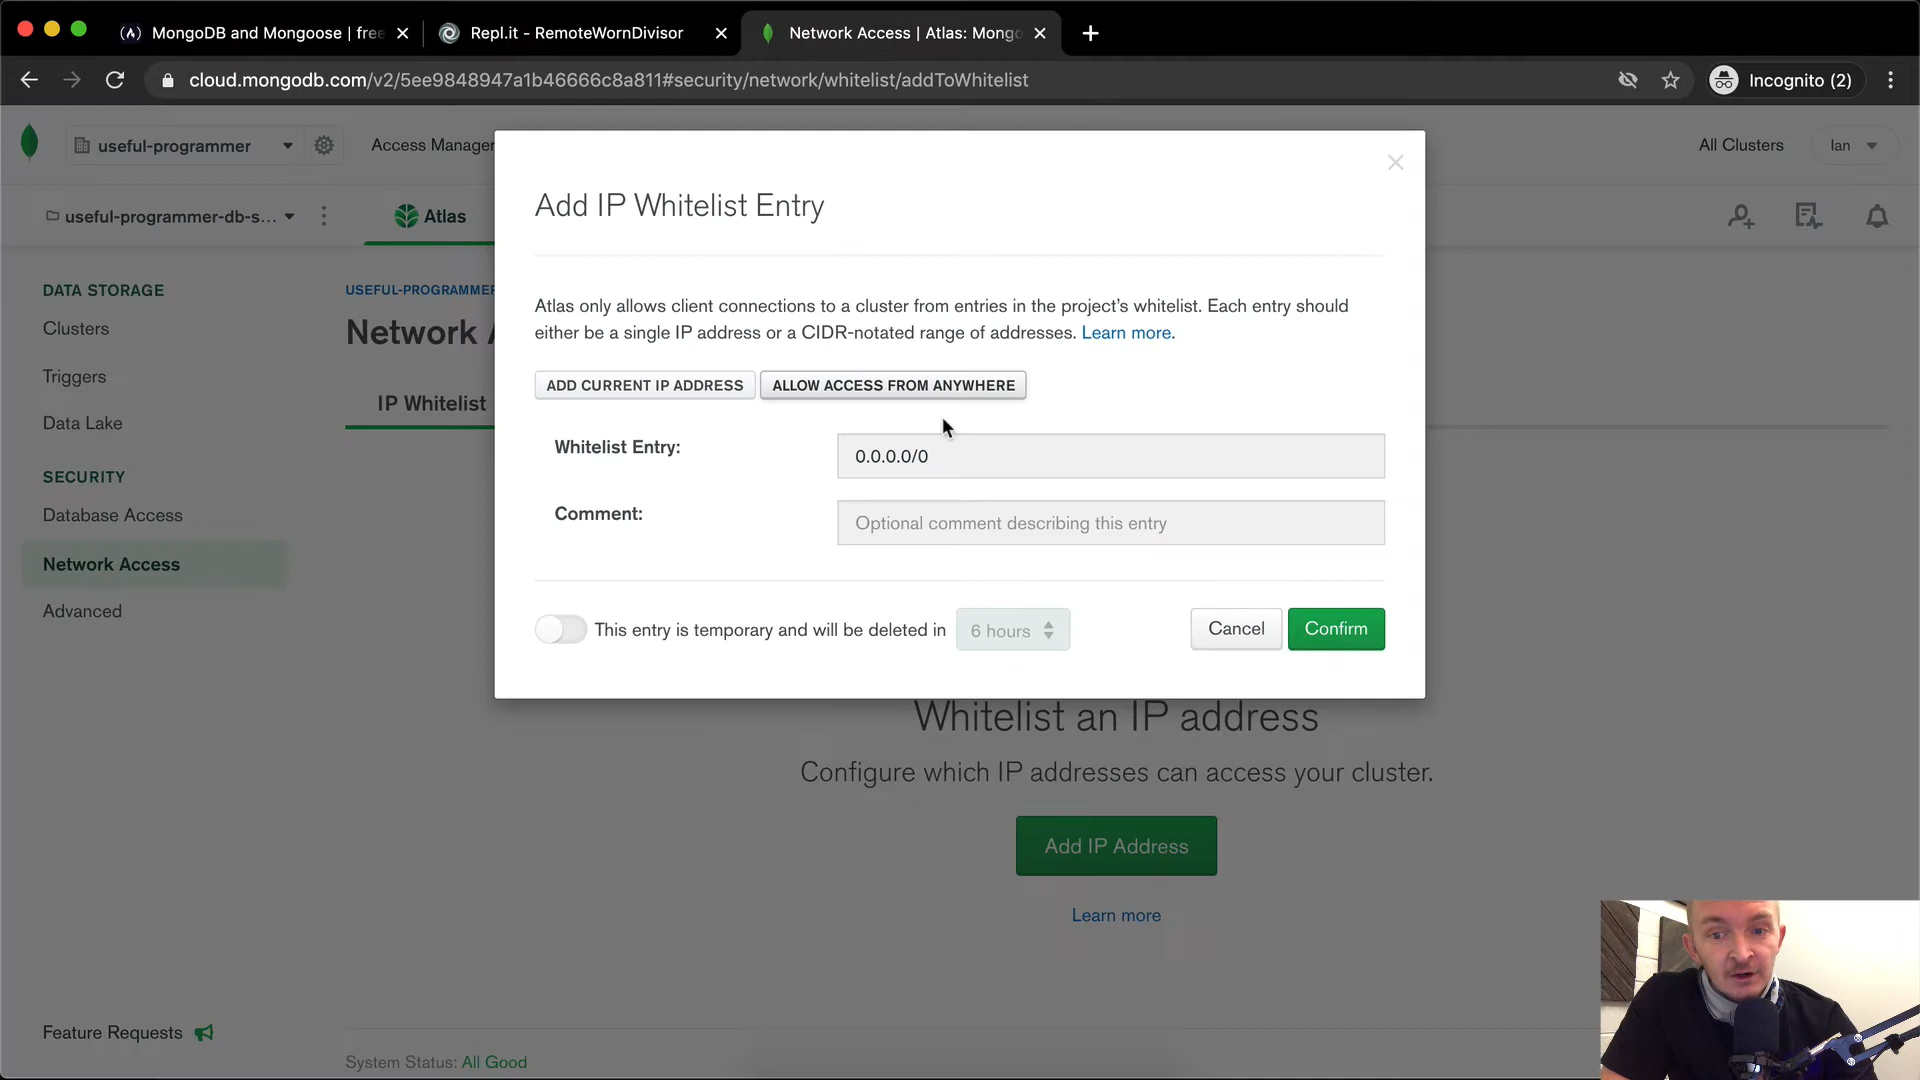 MongoDB and Mongoose | free
Repl.it - RemoteWornDivisor
Network Access | Atlas: Mongo
cloud.mongodb.com/v2/5ee9848947a1b46666c8a811#security/network/whitelist/addToWhitelist
Incognito (2)
useful-programmer
Access Manager
All Clusters
Ian
useful-programmer-db-s...
Atlas
DATA STORAGE
Clusters
Triggers
Data Lake
SECURITY
Database Access
Network Access
Advanced
Feature Requests
USEFUL-PROGRAMMER
Network A
IP Whitelist
Add IP Whitelist Entry
Atlas only allows client connections to a cluster from entries in the project's whitelist. Each entry should
either be a single IP address or a CIDR-notated range of addresses. Learn more.
ADD CURRENT IP ADDRESS
ALLOW ACCESS FROM ANYWHERE
Whitelist Entry:
0.0.0.0/0
Comment:
Optional comment describing this entry
This entry is temporary and will be deleted in
6 hours
Cancel
Confirm
Whitelist an IP address
Configure which IP addresses can access your cluster.
Add IP Address
Learn more
System Status: All Good